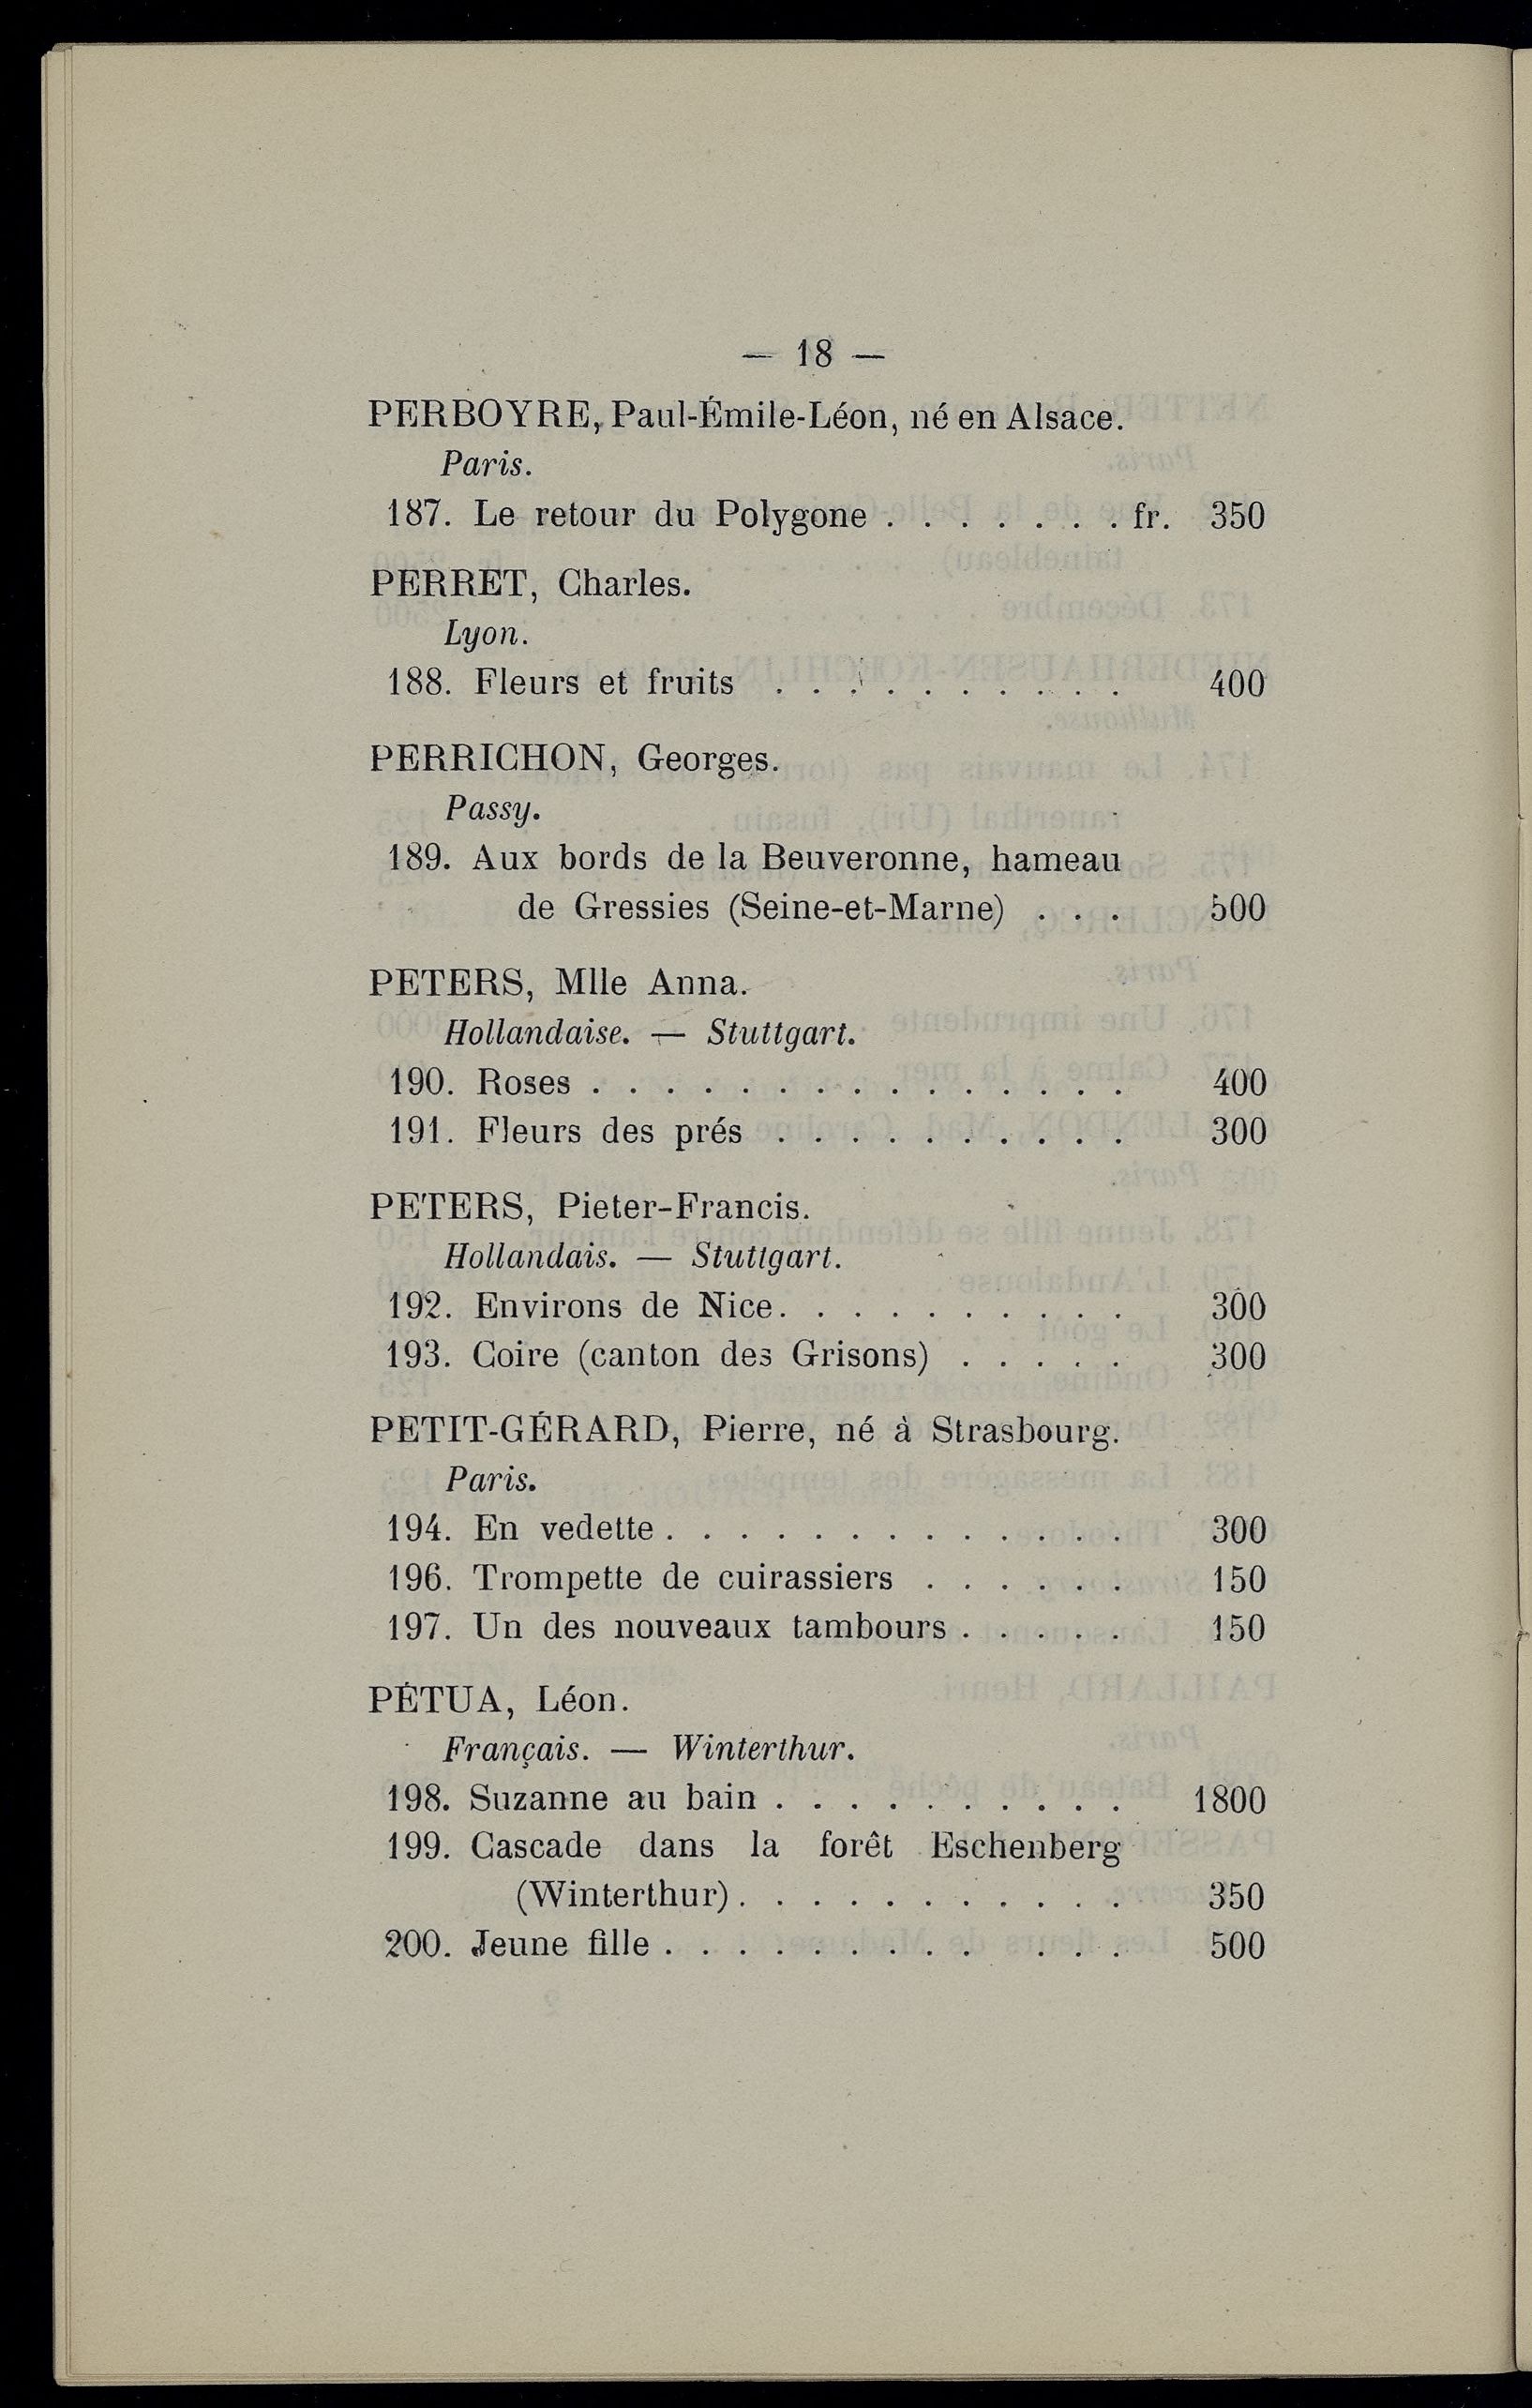 — 18 —
PERBOYRE, Paul-Émile-Léon, né en Alsace.
Paris.
187. Le retour du Polygone . . . . . . . fr. 350
PERRET, Charles.
Lyon.
188. Fleurs et fruits . . . . . . . . . . 400
PERRICHON, Georges.
Passy.
189. Aux bords de la Beuveronne, hameau
de Gressies (Seine-et-Marne) . . . 500
PETERS, Mlle Anna.
Hollandaise. — Stuttgart.
190. Roses . . . . . . . . . . . . . . . 400
191. Fleurs des prés . . . . . . . . . . 300
PETERS, Pieter-Francis.
Hollandais. — Stuttgart.
192. Environs de Nice. . . . . . . . . . 300
193. Coire (canton des Grisons) . . . . . 300
PETIT-GÉRARD, Pierre, né à Strasbourg.
Paris.
194. En vedette . . . . . . . . . . . . . 300
196. Trompette de cuirassiers . . . . . . 150
197. Un des nouveaux tambours . . . . . 150
PÉTUA, Léon.
Français. — Winterthur.
198. Suzanne au bain . . . . . . . . . . 1800
199. Cascade dans la forêt Eschenberg
(Winterthur) . . . . . . . . . . . 350
200. Jeune fille . . . . . . . . . . . . 500